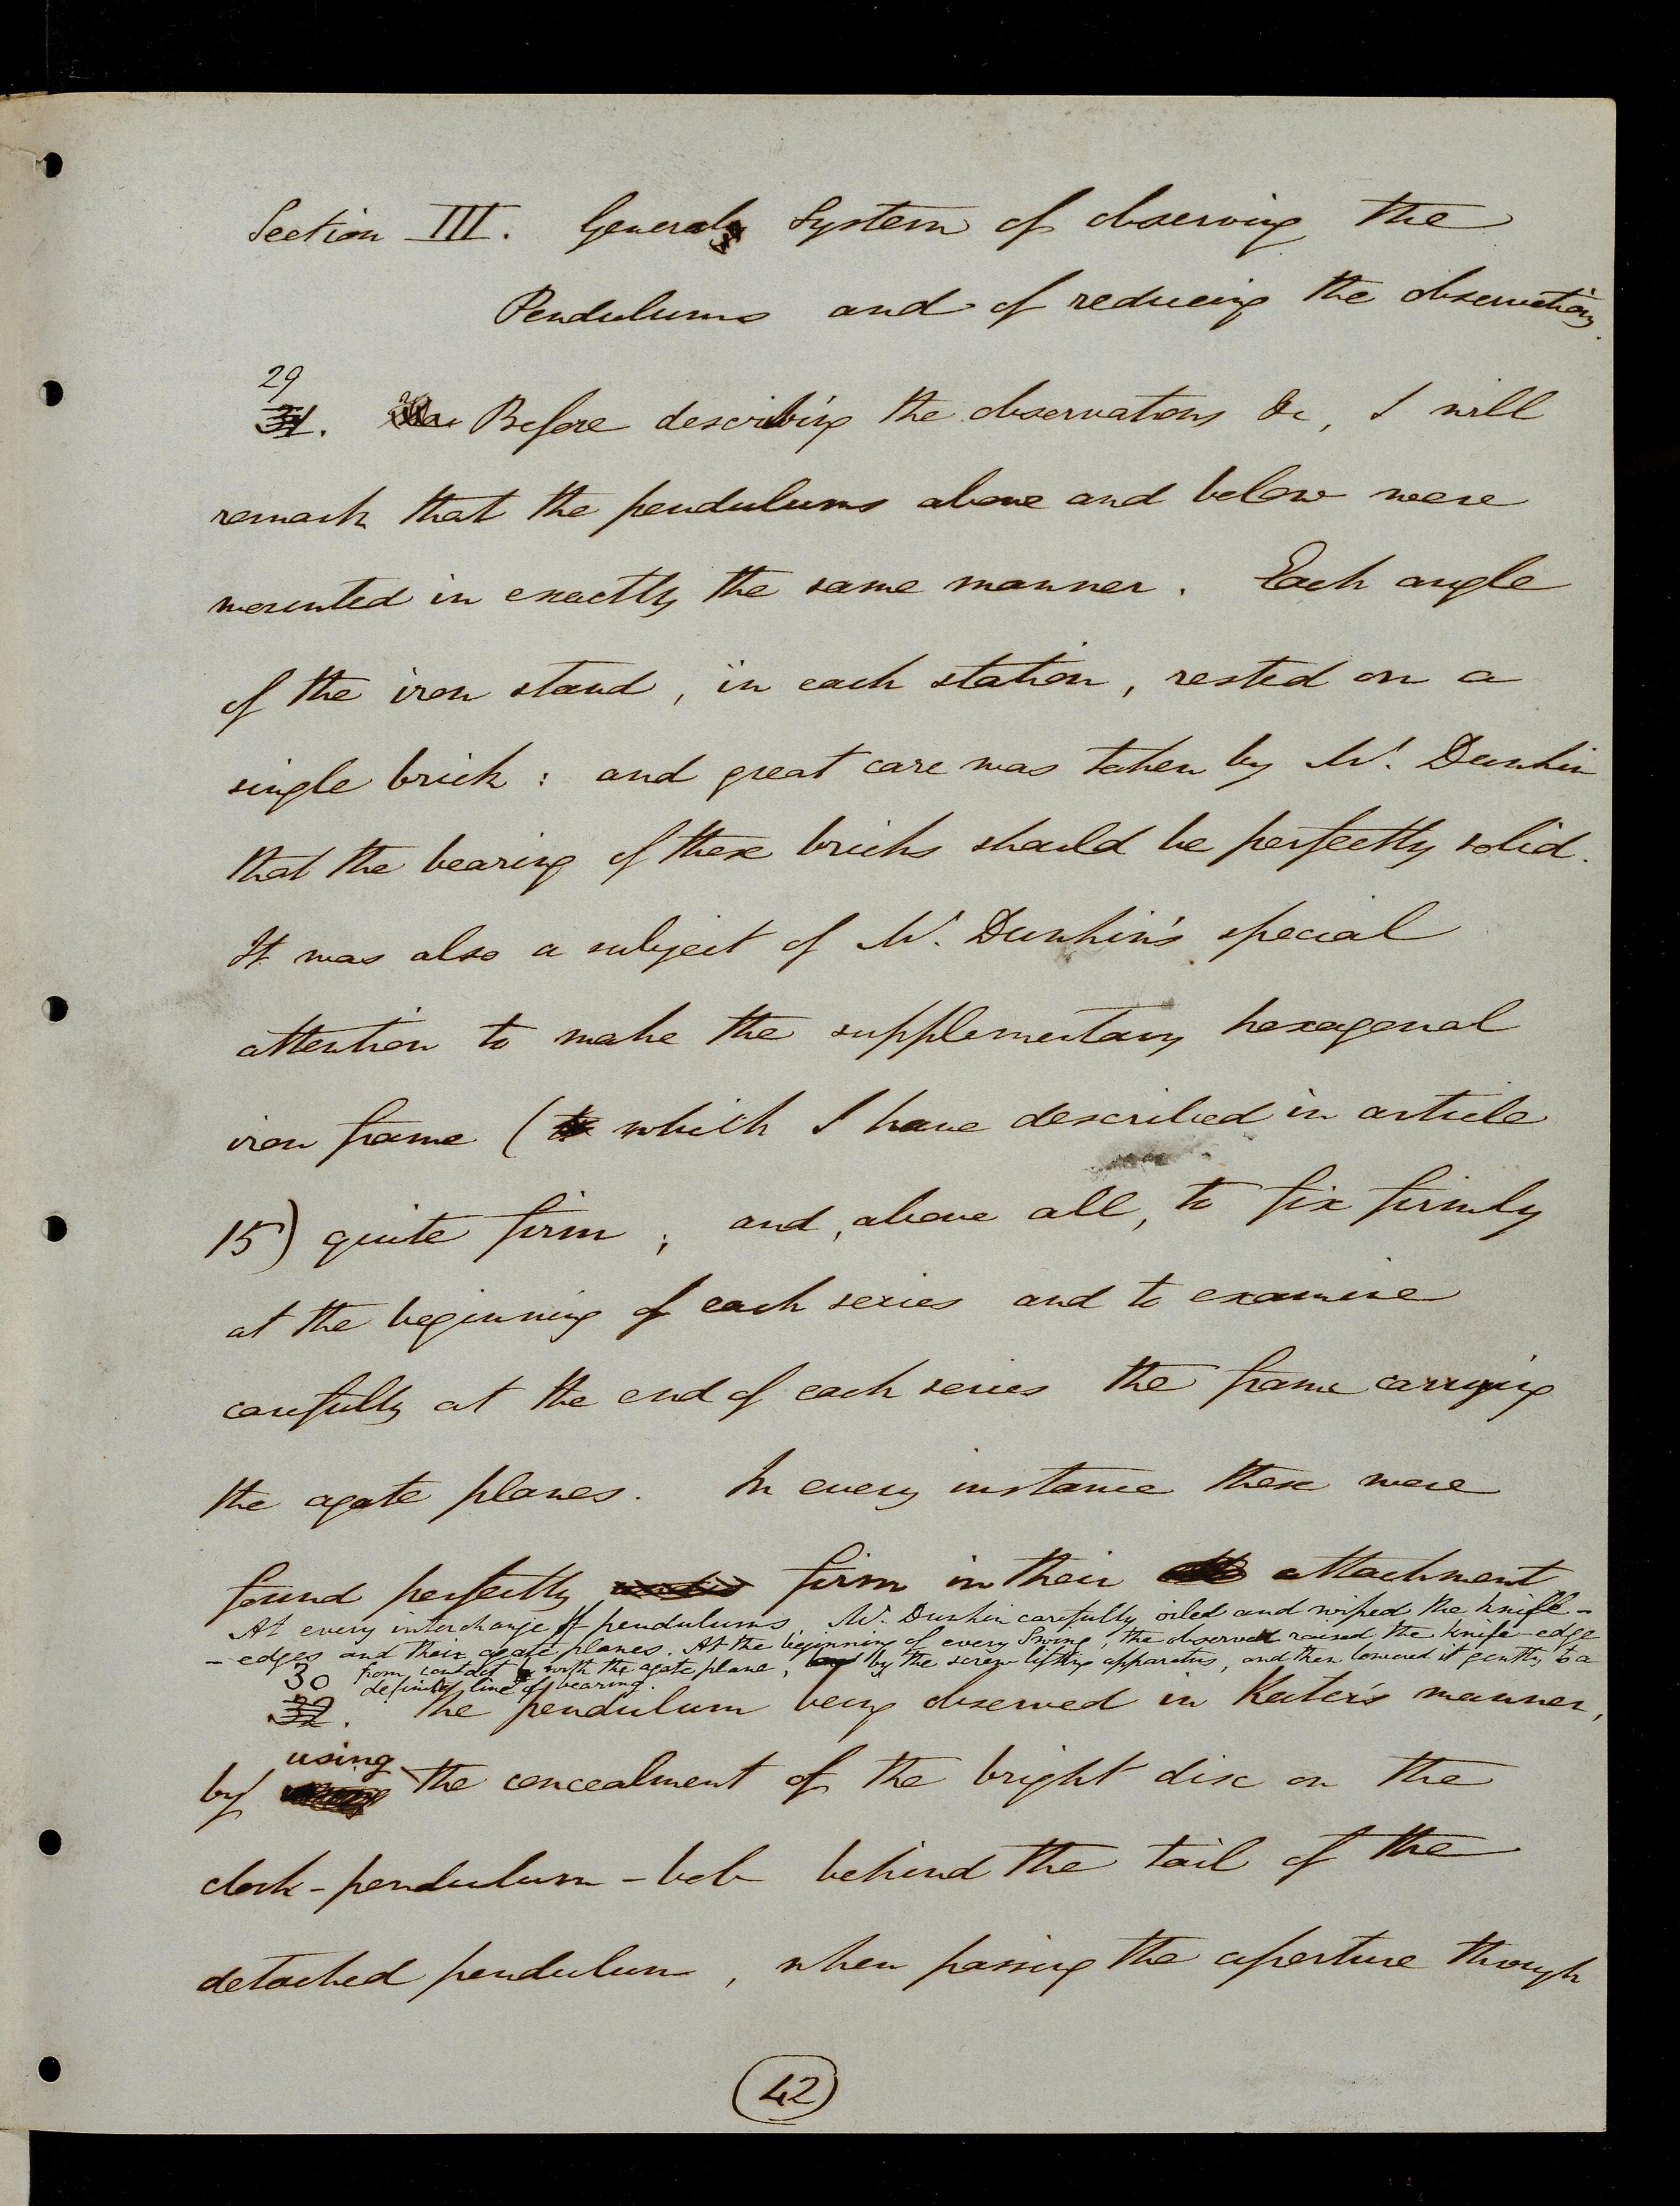 Section III. General System of observing the
Pendulums and of reducing the observations.
29
31. Before describing the observations &c, I will
remark that the pendulums above and below were
mounted in exactly the same manner. Each angle
of the iron stand, in each station, rested on a
single brick: and great care was taken by Mr. Dunkin
that the bearing of these bricks should be perfectly solid.
It was also a subject of Mr. Dunkin's special
attention to make the supplementary hexagonal
iron frame (which I have described in article
15) quite firm; and, above all, to fix firmly
at the beginning of each series and to examine
carefully at the end of each series the frame carrying
the agate planes. In every instance these were
found perfectly firm in their attachment
At every interchange of pendulums, Mr. Dunkin carefully oiled and wiped the knife-
-edges and their agate planes. At the beginning of every Swing, the observer raised the knife-edge
from contact with the agate plane, by the screw lifting apparatus, and then lowered it gently to a
definite line of bearing.
30
32. The pendulum being observed in Kater's manner,
using
by the concealment of the bright disc on the
clock-pendulum-bob behind the tail of the
detached pendulum, when passing the aperture through
42